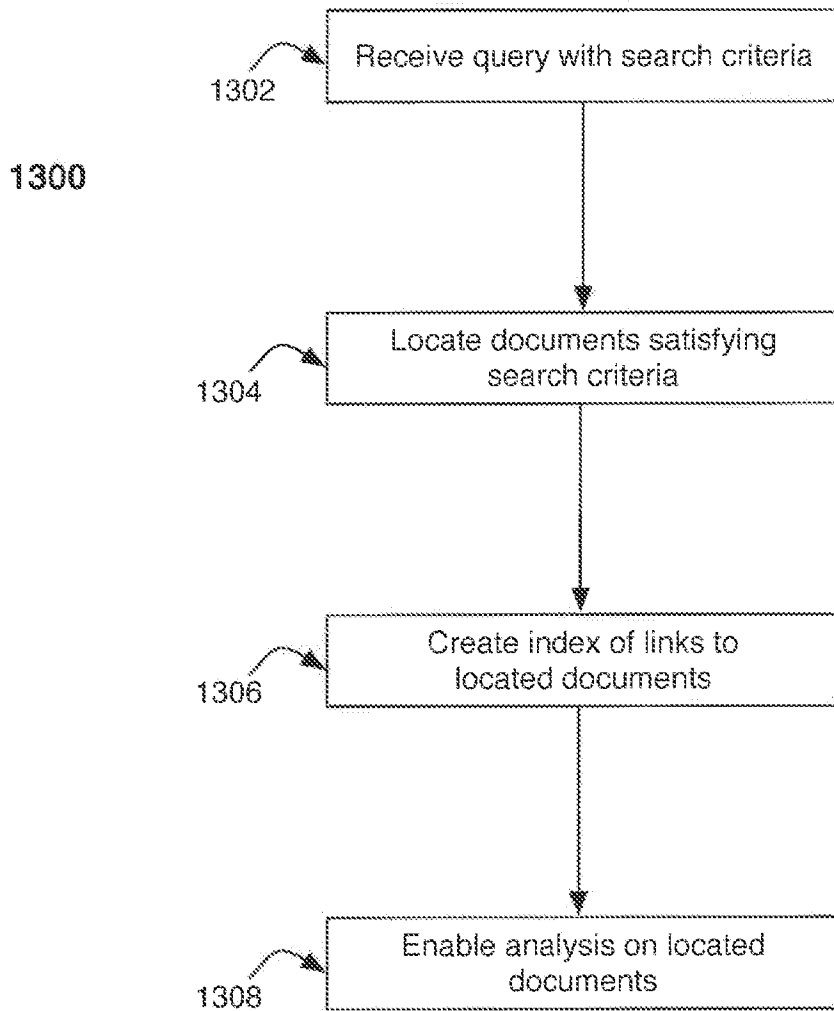 Receive query with search criteria
1302
1300
Locate documents satisfying
search criteria
1304
Create index of links to
located documents
1306
Enable analysis on located
documents
1308